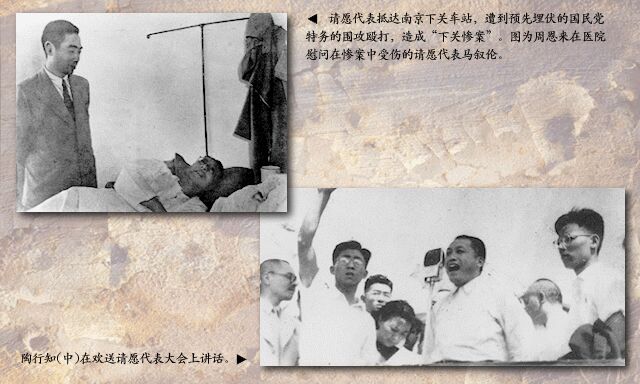 ◀ 请愿代表抵达南京下关车站，遭到预先埋伏的国民党
特务的围攻殴打，造成“下关惨案”。图为周恩来在医院
慰问在惨案中受伤的请愿代表马叙伦。
陶行知(中)在欢送请愿代表大会上讲话。▶